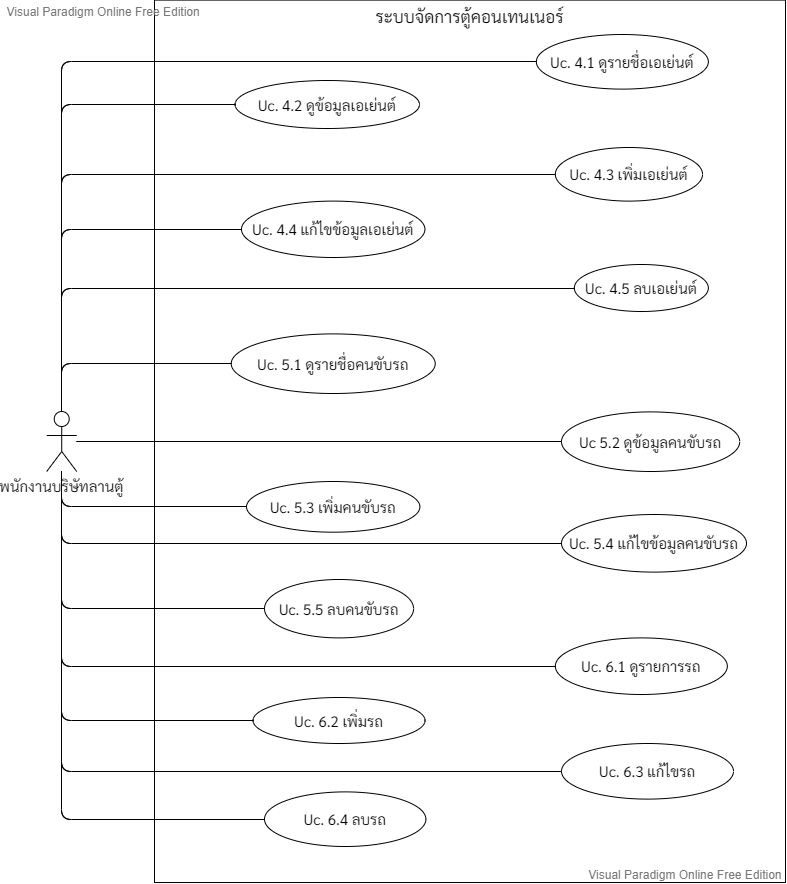 Visual Paradigm Online Free Edition
ระบบจัดการตู้คอนเทนเนอร์
Uc. 4.1 ดูรายชื่อเอเย่นต์
Uc. 4.2 ดูข้อมูลเอเย่นต์
Uc. 4.3 เพิ่มเอเย่นต์
Uc. 4.4 แก้ไขข้อมูลเอเย่นต์
Uc. 4.5 ลบเอเย่นต์
Uc. 5.1 ดูรายชื่อคนขับรถ
Uc 5.2 ดูข้อมูลคนขับรถ
พนักงานบริษัทลานตู้
Uc. 5.3 เพิ่มคนขับรถ
Uc. 5.4 แก้ไขข้อมูลคนขับรถ
Uc. 5.5 ลบคนขับรถ
Uc. 6.1 ดูรายการรถ
Uc. 6.2 เพิ่มรถ
Uc. 6.3 แก้ไขรถ
Uc. 6.4 ลบรถ
Visual Paradigm Online Free Edition